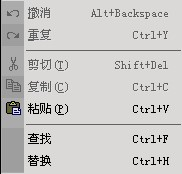 撤消 Alt+Backspace
重复 Ctrl+Y
剪切(T) Shift+Del
复制(C) Ctrl+C
粘贴(P) Ctrl+V
查找 Ctrl+F
替换 Ctrl+H